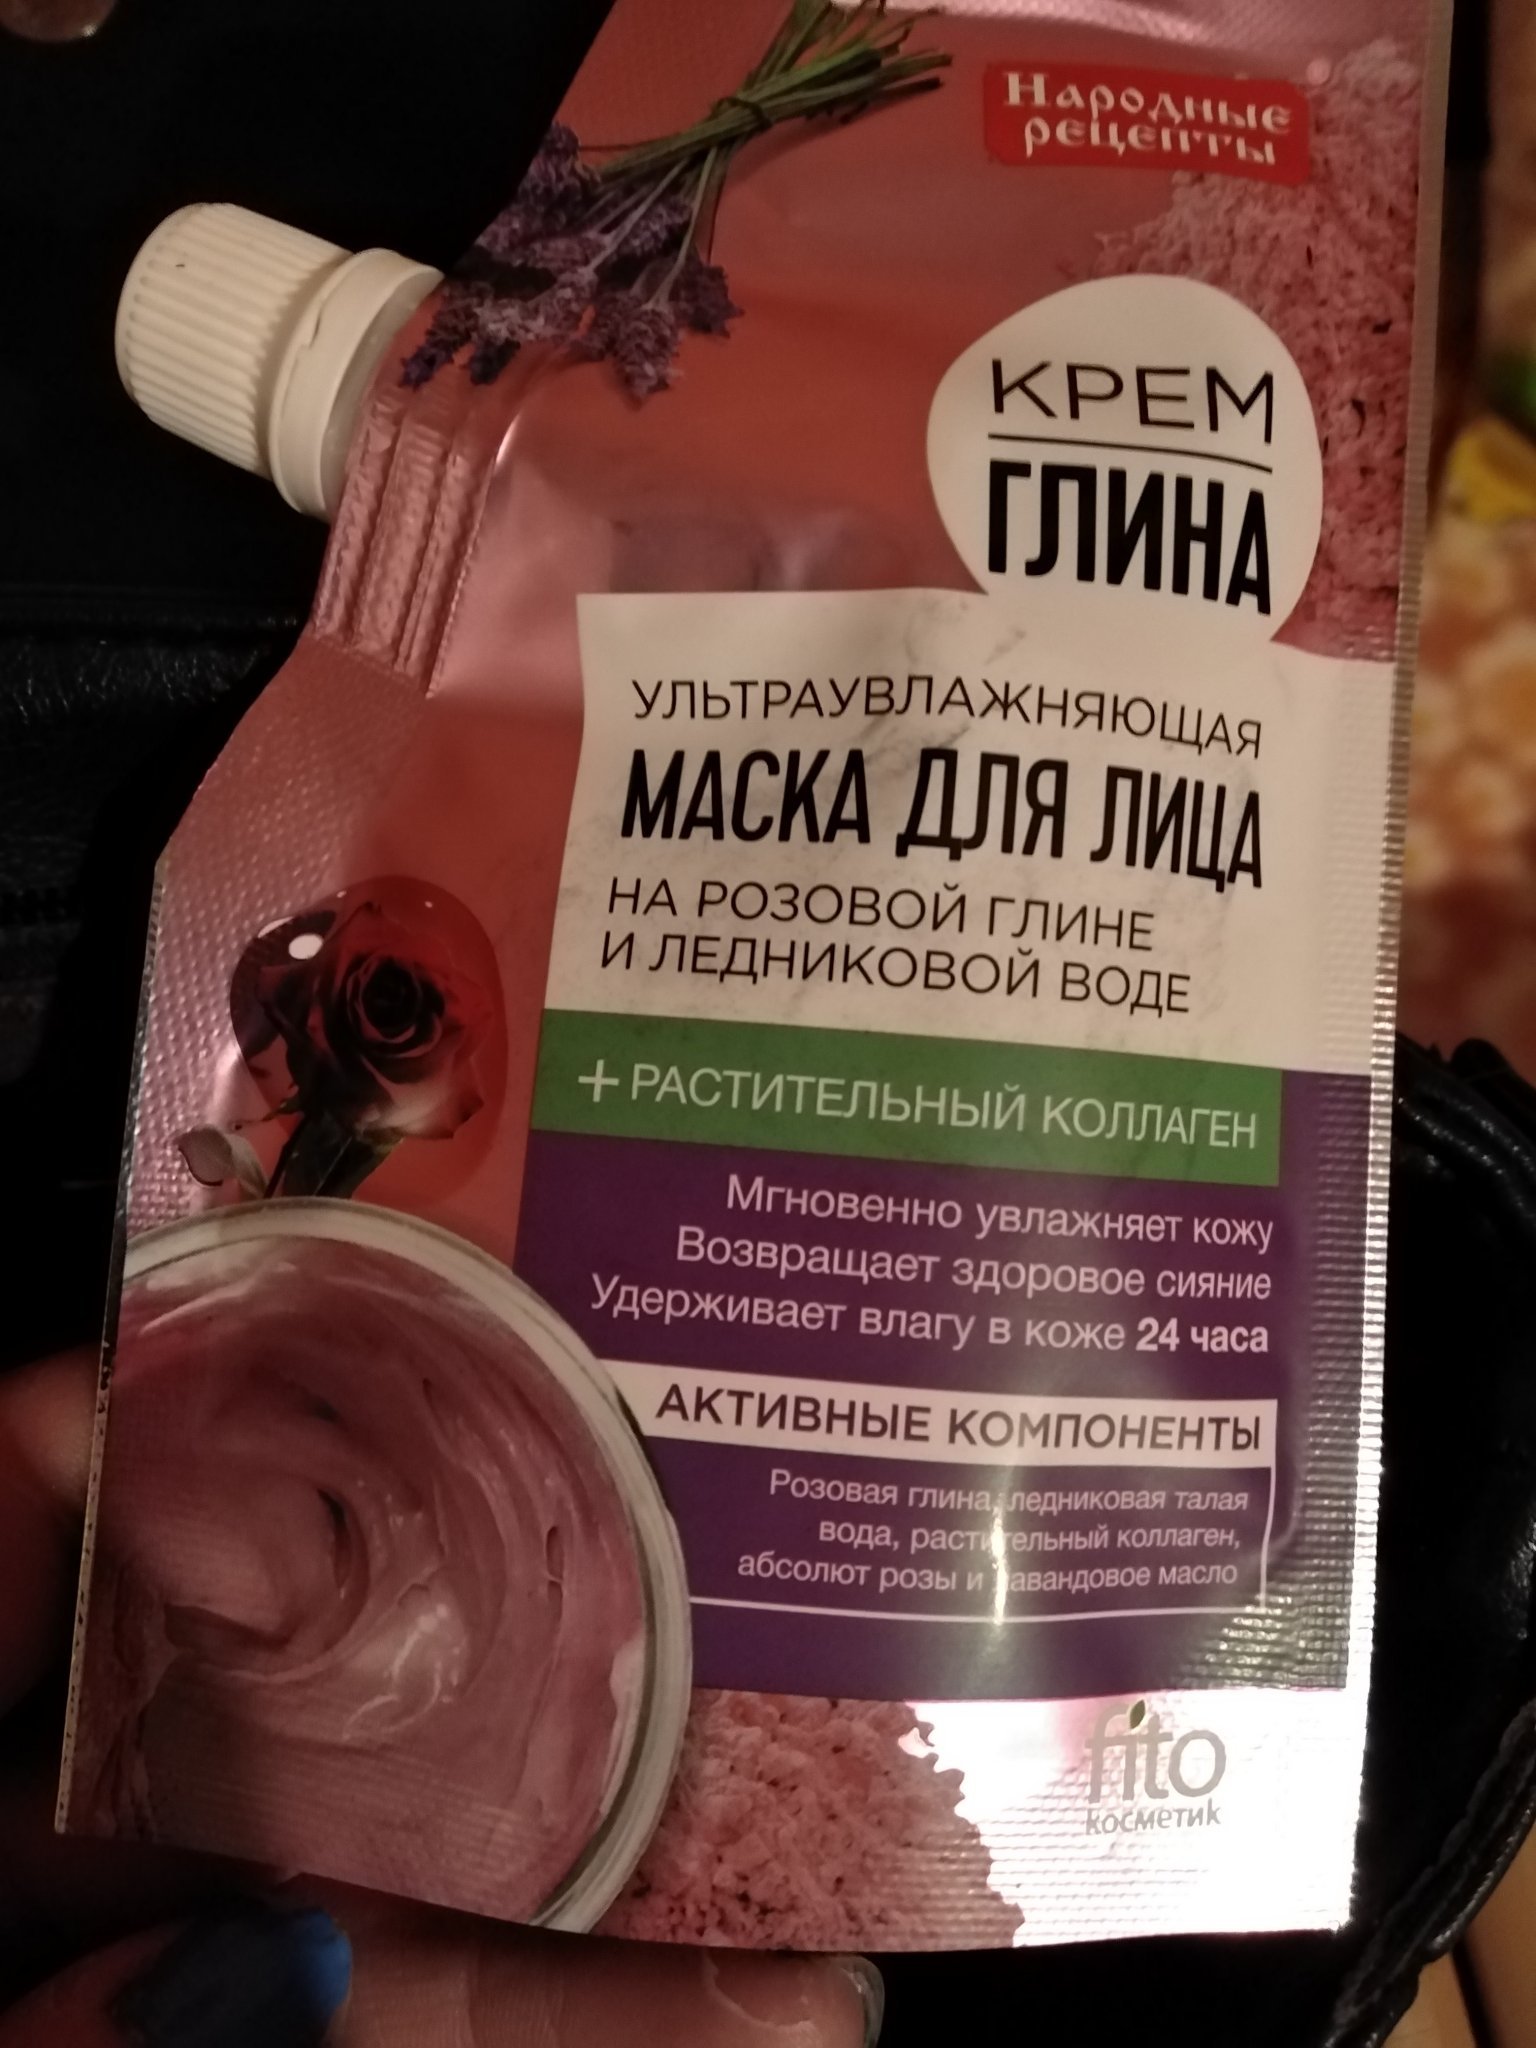 Народные
рецепты
КРЕМ
ГЛИНА
УЛЬТРАУВЛАЖНЯЮЩАЯ
МАСКА ДЛЯ ЛИЦА
НА РОЗОВОЙ ГЛИНЕ
И ЛЕДНИКОВОЙ ВОДЕ
+РАСТИТЕЛЬНЫЙ КОЛЛАГЕН
Мгновенно увлажняет кожу
Возвращает здоровое сияние
Удерживает влагу в коже 24 часа
АКТИВНЫЕ КОМПОНЕНТЫ
Розовая глина, ледниковая талая
вода, растительный коллаген,
абсолют розы и лавандовое масло
fito
косметик